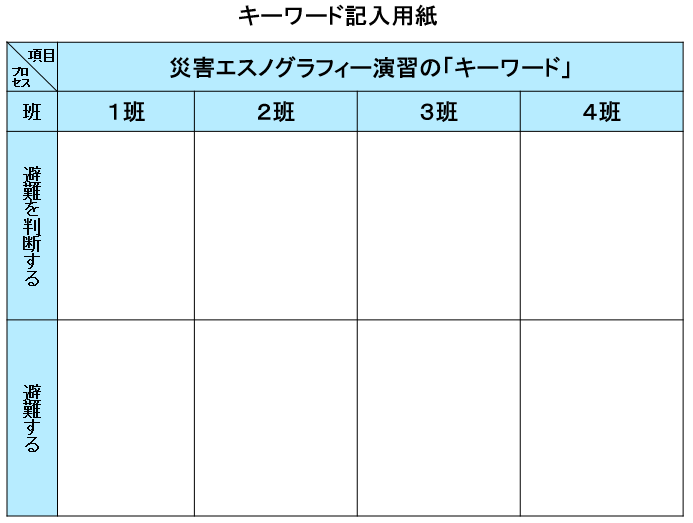 キーワード記入用紙
項目
プロセス
災害エスノグラフィー演習の「キーワード」
班
1班
2班
3班
4班
避難を判断する
避難する